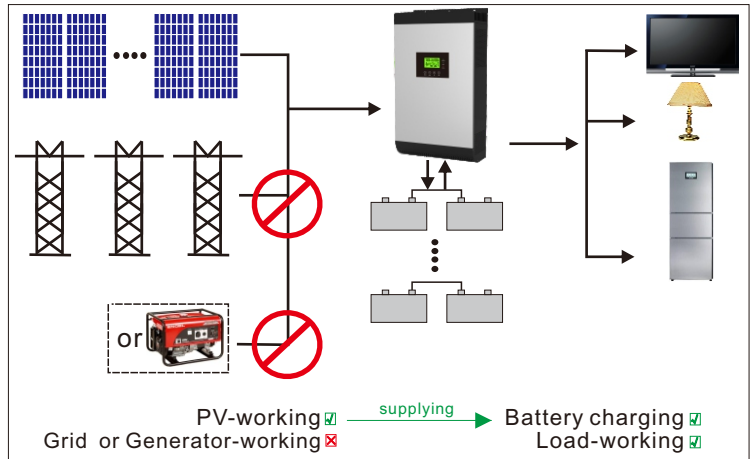 or
PV-working ☑ supplying Battery charging ☑
Grid or Generator-working ☒ Load-working ☑